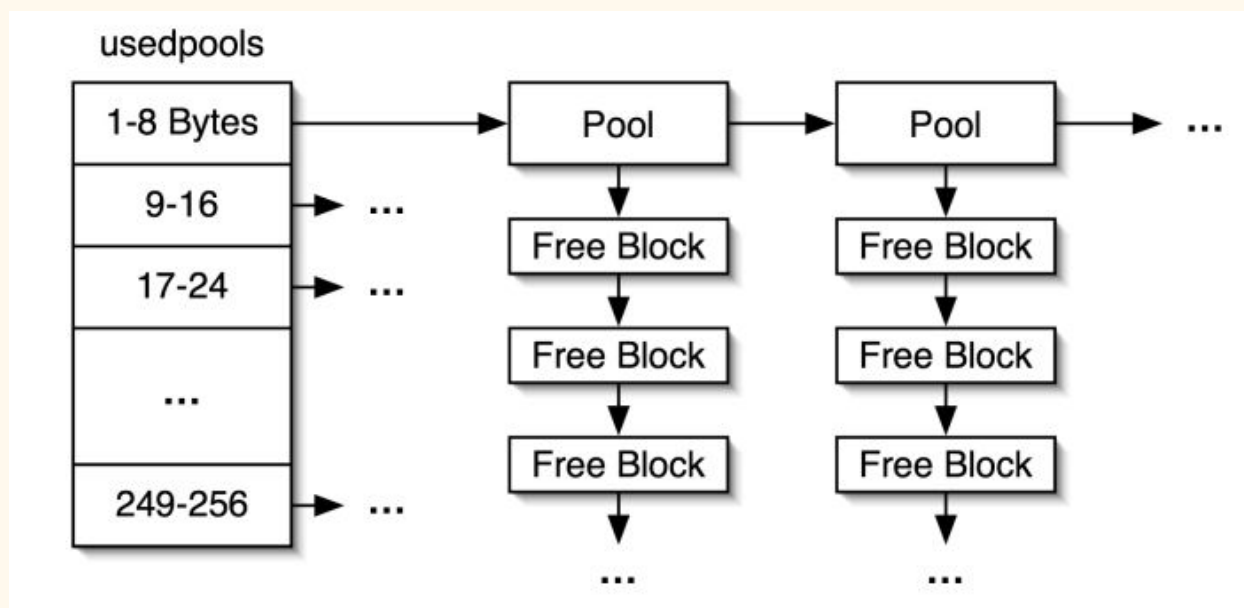 usedpools
1-8 Bytes
Pool
Pool
...
9-16
...
Free Block
Free Block
17-24
...
Free Block
Free Block
...
Free Block
Free Block
249-256
...
...
...